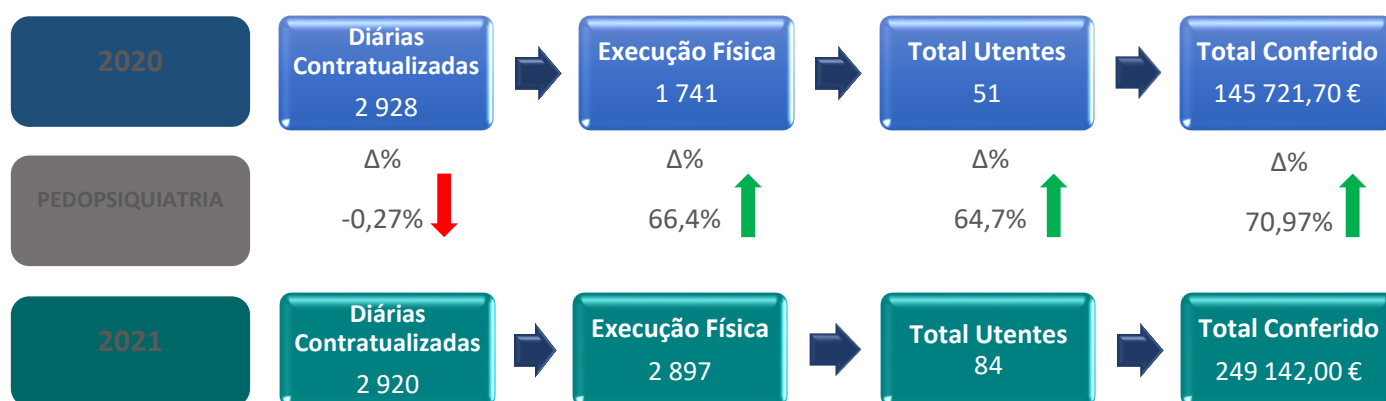 2020
Diárias
Contratualizadas
2 928
Execução Física
1 741
Total Utentes
51
Total Conferido
145 721,70 €
PEDOPSIQUIATRIA
Δ%
-0,27%
Δ%
66,4%
Δ%
64,7%
Δ%
70,97%
2021
Diárias
Contratualizadas
2 920
Execução Física
2 897
Total Utentes
84
Total Conferido
249 142,00 €